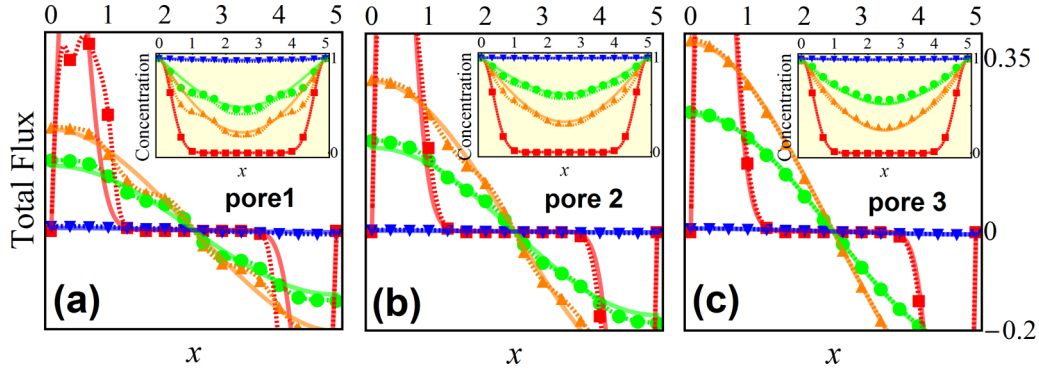 0 1 2 3 4 5 0 1 2 3 4 5 0 1 2 3 4 5
0 1 2 3 4 5 0 1 2 3 4 5 0 1 2 3 4 5
1 1 1 0.35
Concentration Concentration Concentration
0 0 0
x x x
Total Flux
pore1 pore 2 pore 3
0
(a) (b) (c)
−0.2
x x x